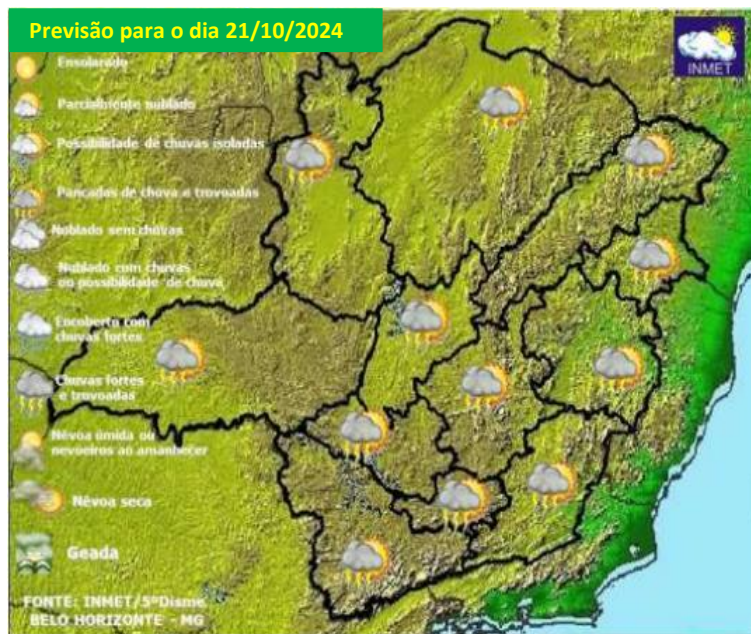 Previsão para o dia 21/10/2024
INMET
Ensolarado
Parcialmente nublado
Possibilidade de chuvas isoladas
Pancadas de chuva e trovoadas
Nublado sem chuvas
Nublado com chuvas
ou possibilidade de chuva
Encoberto com
chuvas fortes
Chuvas fortes
e trovoadas
Névoa úmida ou
nevoeiros ao amanhecer
Névoa seca
Geada
FONTE: INMET/5ºDisme
BELO HORIZONTE - MG